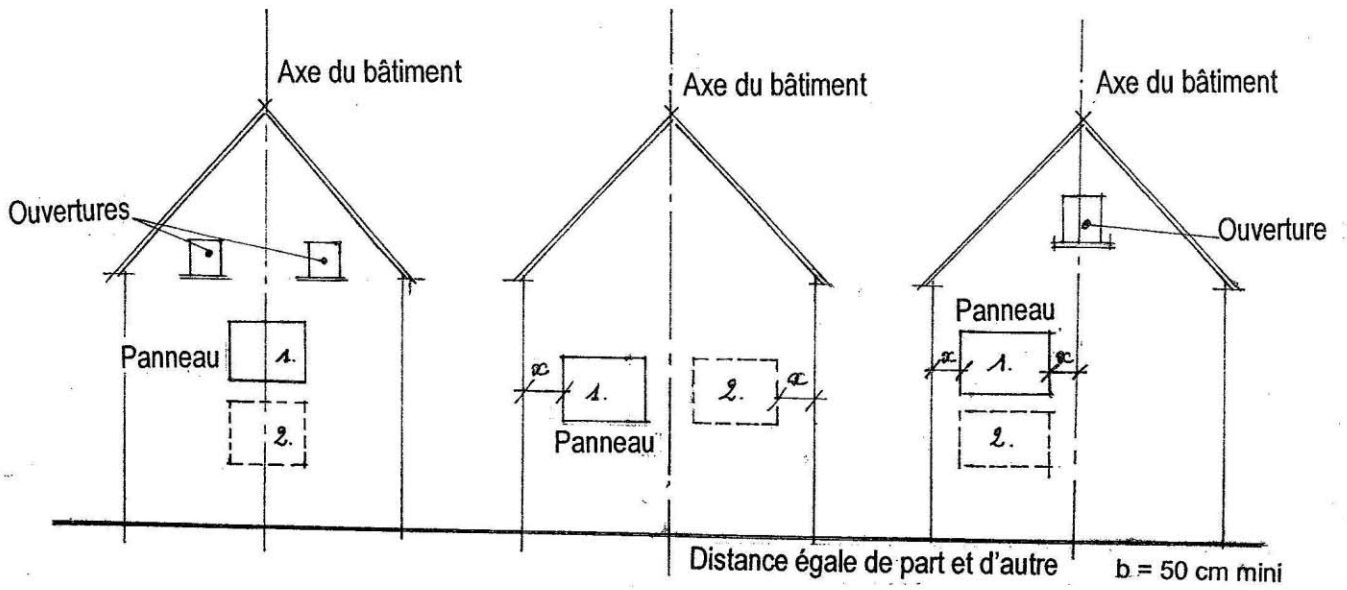 Axe du bâtiment
Axe du bâtiment
Axe du bâtiment
Ouvertures
Ouverture
Panneau
1.
2.
x
1.
2.
x
Panneau
Panneau
x
1.
x
2.
Distance égale de part et d'autre
b = 50 cm mini